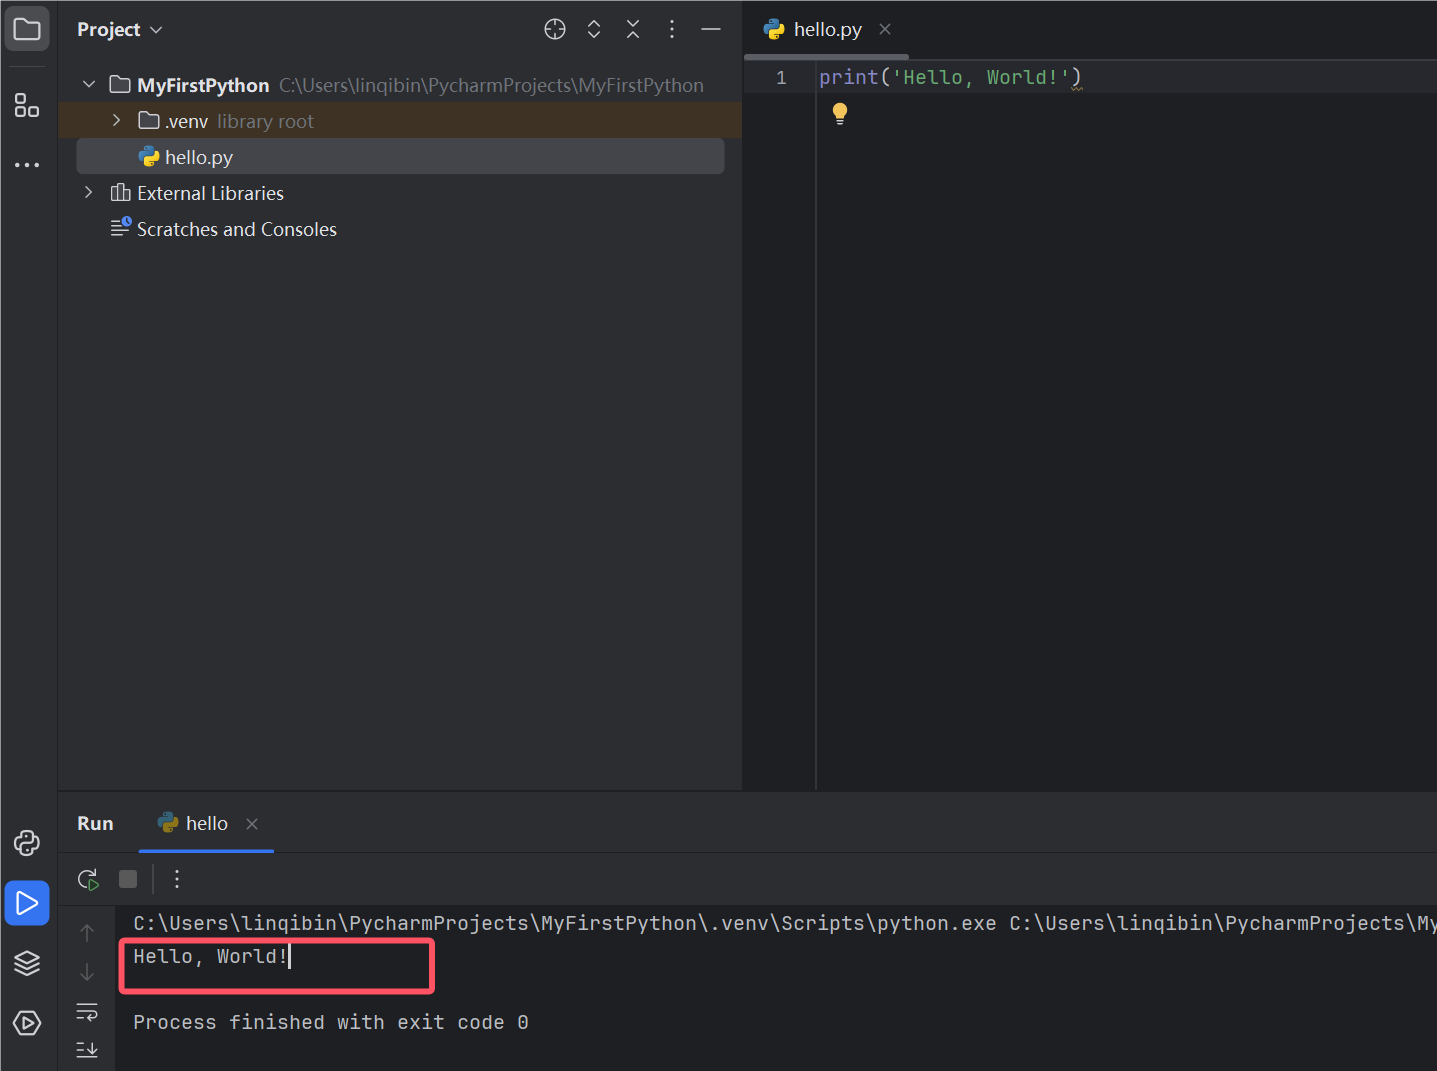 Project
MyFirstPython C:\Users\linqibin\PycharmProjects\MyFirstPython
.venv library root
hello.py
External Libraries
Scratches and Consoles
hello.py
1 print('Hello, World!')
Run hello
C:\Users\linqibin\PycharmProjects\MyFirstPython\.venv\Scripts\python.exe C:\Users\linqibin\PycharmProjects\My
Hello, World!
Process finished with exit code 0